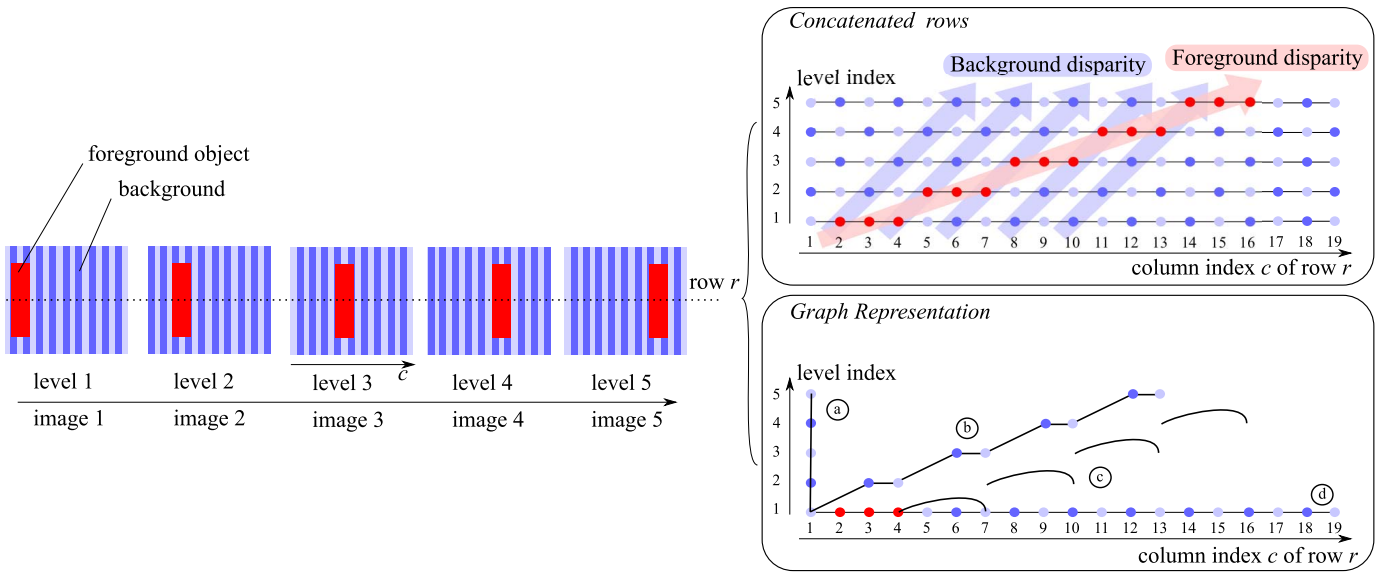 foreground object
background
row r
c
level 1 level 2 level 3 level 4 level 5
image 1 image 2 image 3 image 4 image 5
Concatenated rows
Background disparity
Foreground disparity
level index
5
4
3
2
1
1 2 3 4 5 6 7 8 9 10 11 12 13 14 15 16 17 18 19
column index c of row r
Graph Representation
level index
5
a
4
b
3
c
2
d
1
1 2 3 4 5 6 7 8 9 10 11 12 13 14 15 16 17 18 19
column index c of row r